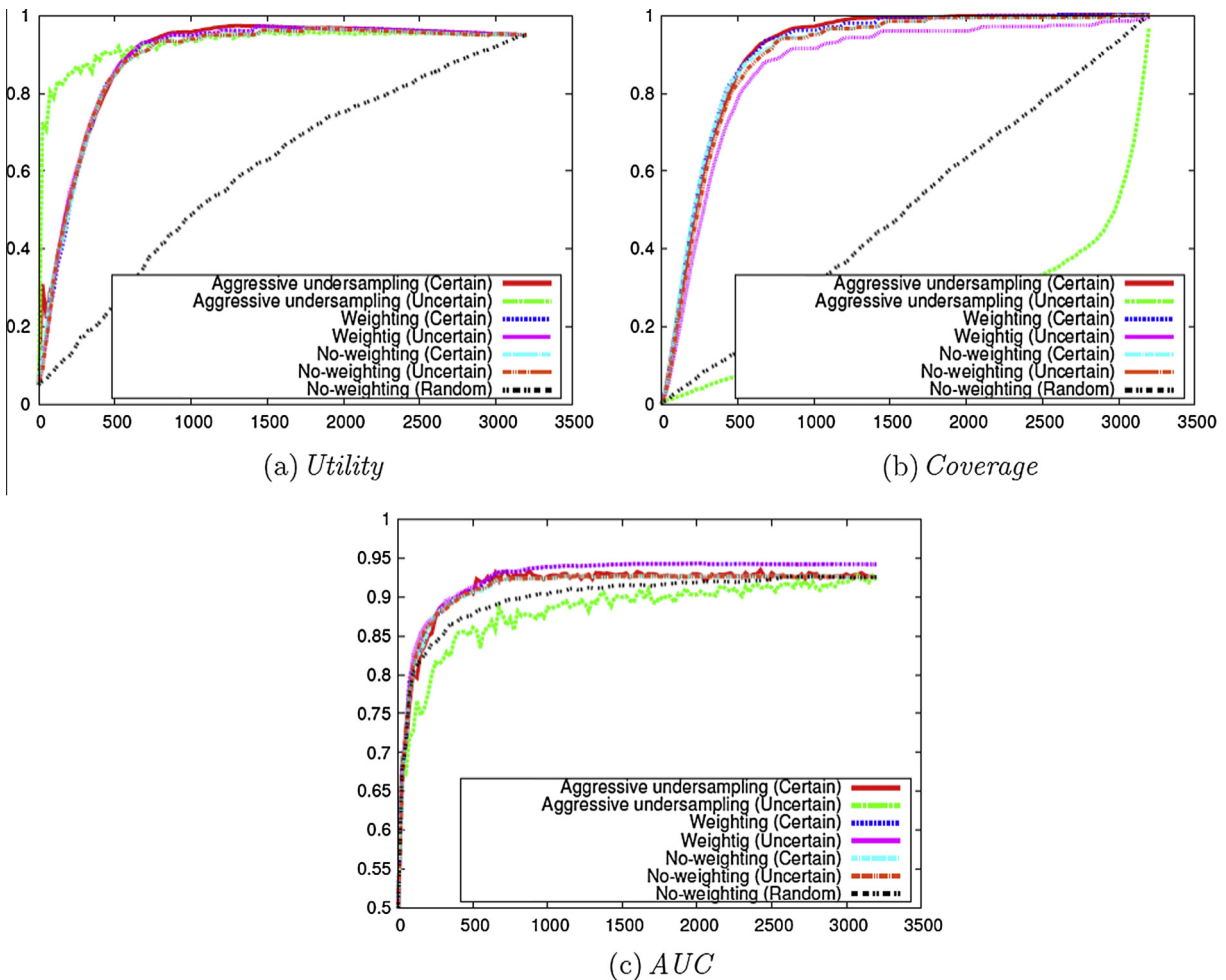 1
0.8
0.6
0.4
0.2
0
0 500 1000 1500 2000 2500 3000 3500
Aggressive undersampling (Certain)
Aggressive undersampling (Uncertain)
Weighting (Certain)
Weightig (Uncertain)
No-weighting (Certain)
No-weighting (Uncertain)
No-weighting (Random)
(a) Utility
1
0.8
0.6
0.4
0.2
0
0 500 1000 1500 2000 2500 3000 3500
Aggressive undersampling (Certain)
Aggressive undersampling (Uncertain)
Weighting (Certain)
Weightig (Uncertain)
No-weighting (Certain)
No-weighting (Uncertain)
No-weighting (Random)
(b) Coverage
1
0.95
0.9
0.85
0.8
0.75
0.7
0.65
0.6
0.55
0.5
0 500 1000 1500 2000 2500 3000 3500
Aggressive undersampling (Certain)
Aggressive undersampling (Uncertain)
Weighting (Certain)
Weightig (Uncertain)
No-weighting (Certain)
No-weighting (Uncertain)
No-weighting (Random)
(c) AUC